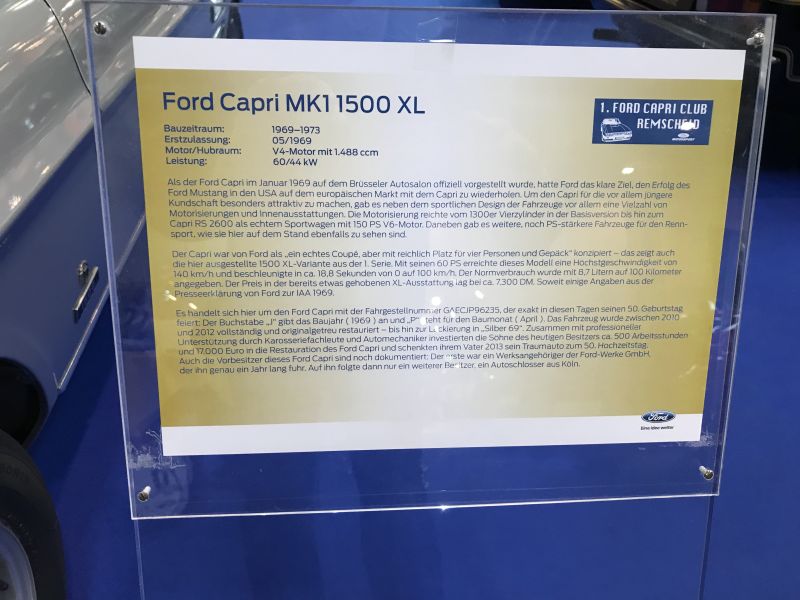 Ford Capri MK1 1500 XL
1. FORD CAPRI CLUB
REMSCHEID
Bauzeitraum: 1969–1973
Erstzulassung: 05/1969
Motor/Hubraum: V4-Motor mit 1.488 ccm
Leistung: 60/44 kW
Als der Ford Capri im Januar 1969 auf dem Brüsseler Autosalon offiziell vorgestellt wurde, hatte Ford das klare Ziel, den Erfolg des
Ford Mustang in den USA auf dem europäischen Markt mit dem Capri zu wiederholen. Um den Capri für die vor allem jüngere
Kundschaft besonders attraktiv zu machen, gab es neben dem sportlichen Design der Fahrzeuge vor allem eine Vielzahl von
Motorisierungen und Innenausstattungen. Die Motorisierung reichte vom 1300er Vierzylinder in der Basisversion bis hin zum
Capri RS 2600 als echtem Sportwagen mit 150 PS V6-Motor. Daneben gab es weitere, noch PS-stärkere Fahrzeuge für den Renn-
sport, wie sie hier auf dem Stand ebenfalls zu sehen sind.
Der Capri war von Ford als „ein echtes Coupé, aber mit reichlich Platz für vier Personen und Gepäck" konzipiert – das zeigt auch
die hier ausgestellte 1500 XL-Variante aus der 1. Serie. Mit seinen 60 PS erreichte dieses Modell eine Höchstgeschwindigkeit von
140 km/h und beschleunigte in ca. 18,8 Sekunden von 0 auf 100 km/h. Der Normverbrauch wurde mit 8,7 Litern auf 100 Kilometer
angegeben. Der Preis in der bereits etwas gehobenen XL-Ausstattung lag bei ca. 7.300 DM. Soweit einige Angaben aus der
Presseerklärung von Ford zur IAA 1969.
Es handelt sich hier um den Ford Capri mit der Fahrgestellnummer GAECJP96235, der exakt in diesen Tagen seinen 50. Geburtstag
feiert: Der Buchstabe „J" gibt das Baujahr ( 1969 ) an und „P" steht für den Baumonat ( April ). Das Fahrzeug wurde zwischen 2010
und 2012 vollständig und originalgetreu restauriert – bis hin zur Lackierung in „Silber 69". Zusammen mit professioneller
Unterstützung durch Karosseriefachleute und Automechaniker investierten die Söhne des heutigen Besitzers ca. 500 Arbeitsstunden
und 17.000 Euro in die Restauration des Ford Capri und schenkten ihrem Vater 2013 sein Traumauto zum 50. Hochzeitstag.
Auch die Vorbesitzer dieses Ford Capri sind noch dokumentiert: Der erste war ein Werksangehöriger der Ford-Werke GmbH,
der ihn genau ein Jahr lang fuhr. Auf ihn folgte dann nur ein weiterer Besitzer, ein Autoschlosser aus Köln.
Ford
Eine Idee weiter